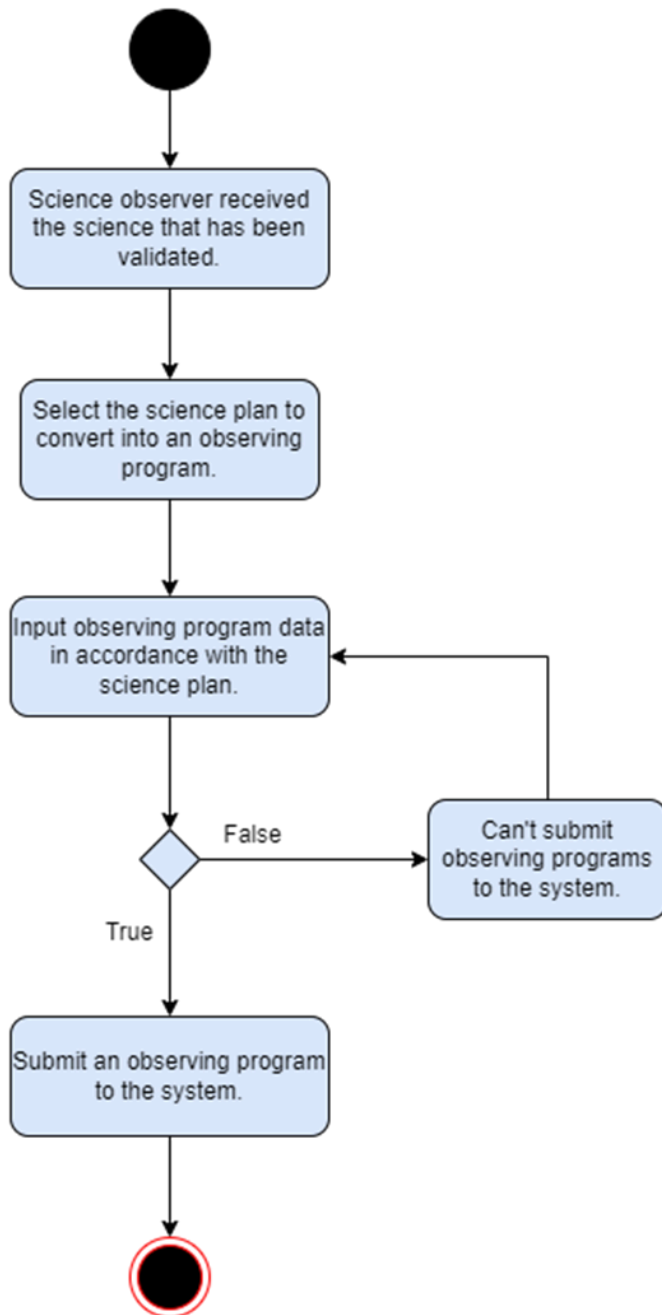 Science observer received
the science that has been
validated.
Select the science plan to
convert into an observing
program.
Input observing program data
in accordance with the
science plan.
False
Can't submit
observing programs
to the system.
True
Submit an observing program
to the system.